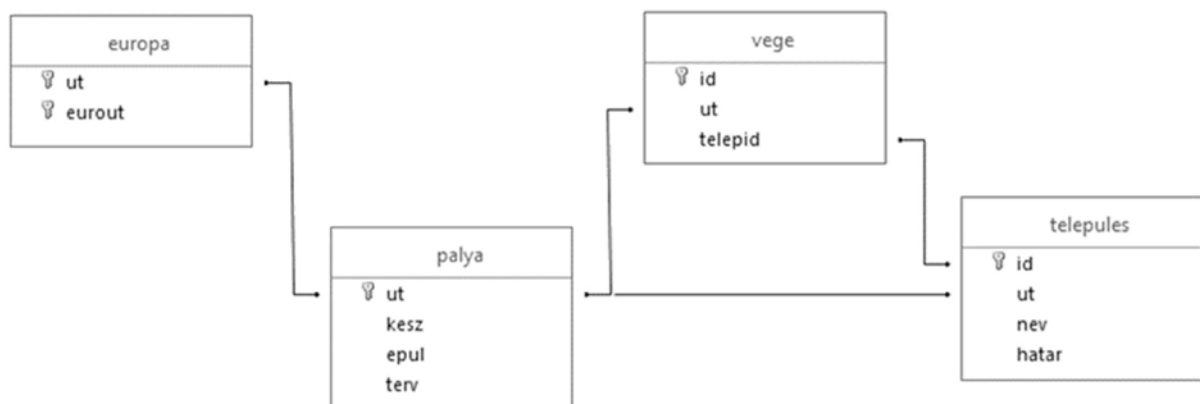 europa
ut
eurout
palya
ut
kesz
epul
terv
vege
id
ut
telepid
telepules
id
ut
nev
hatar